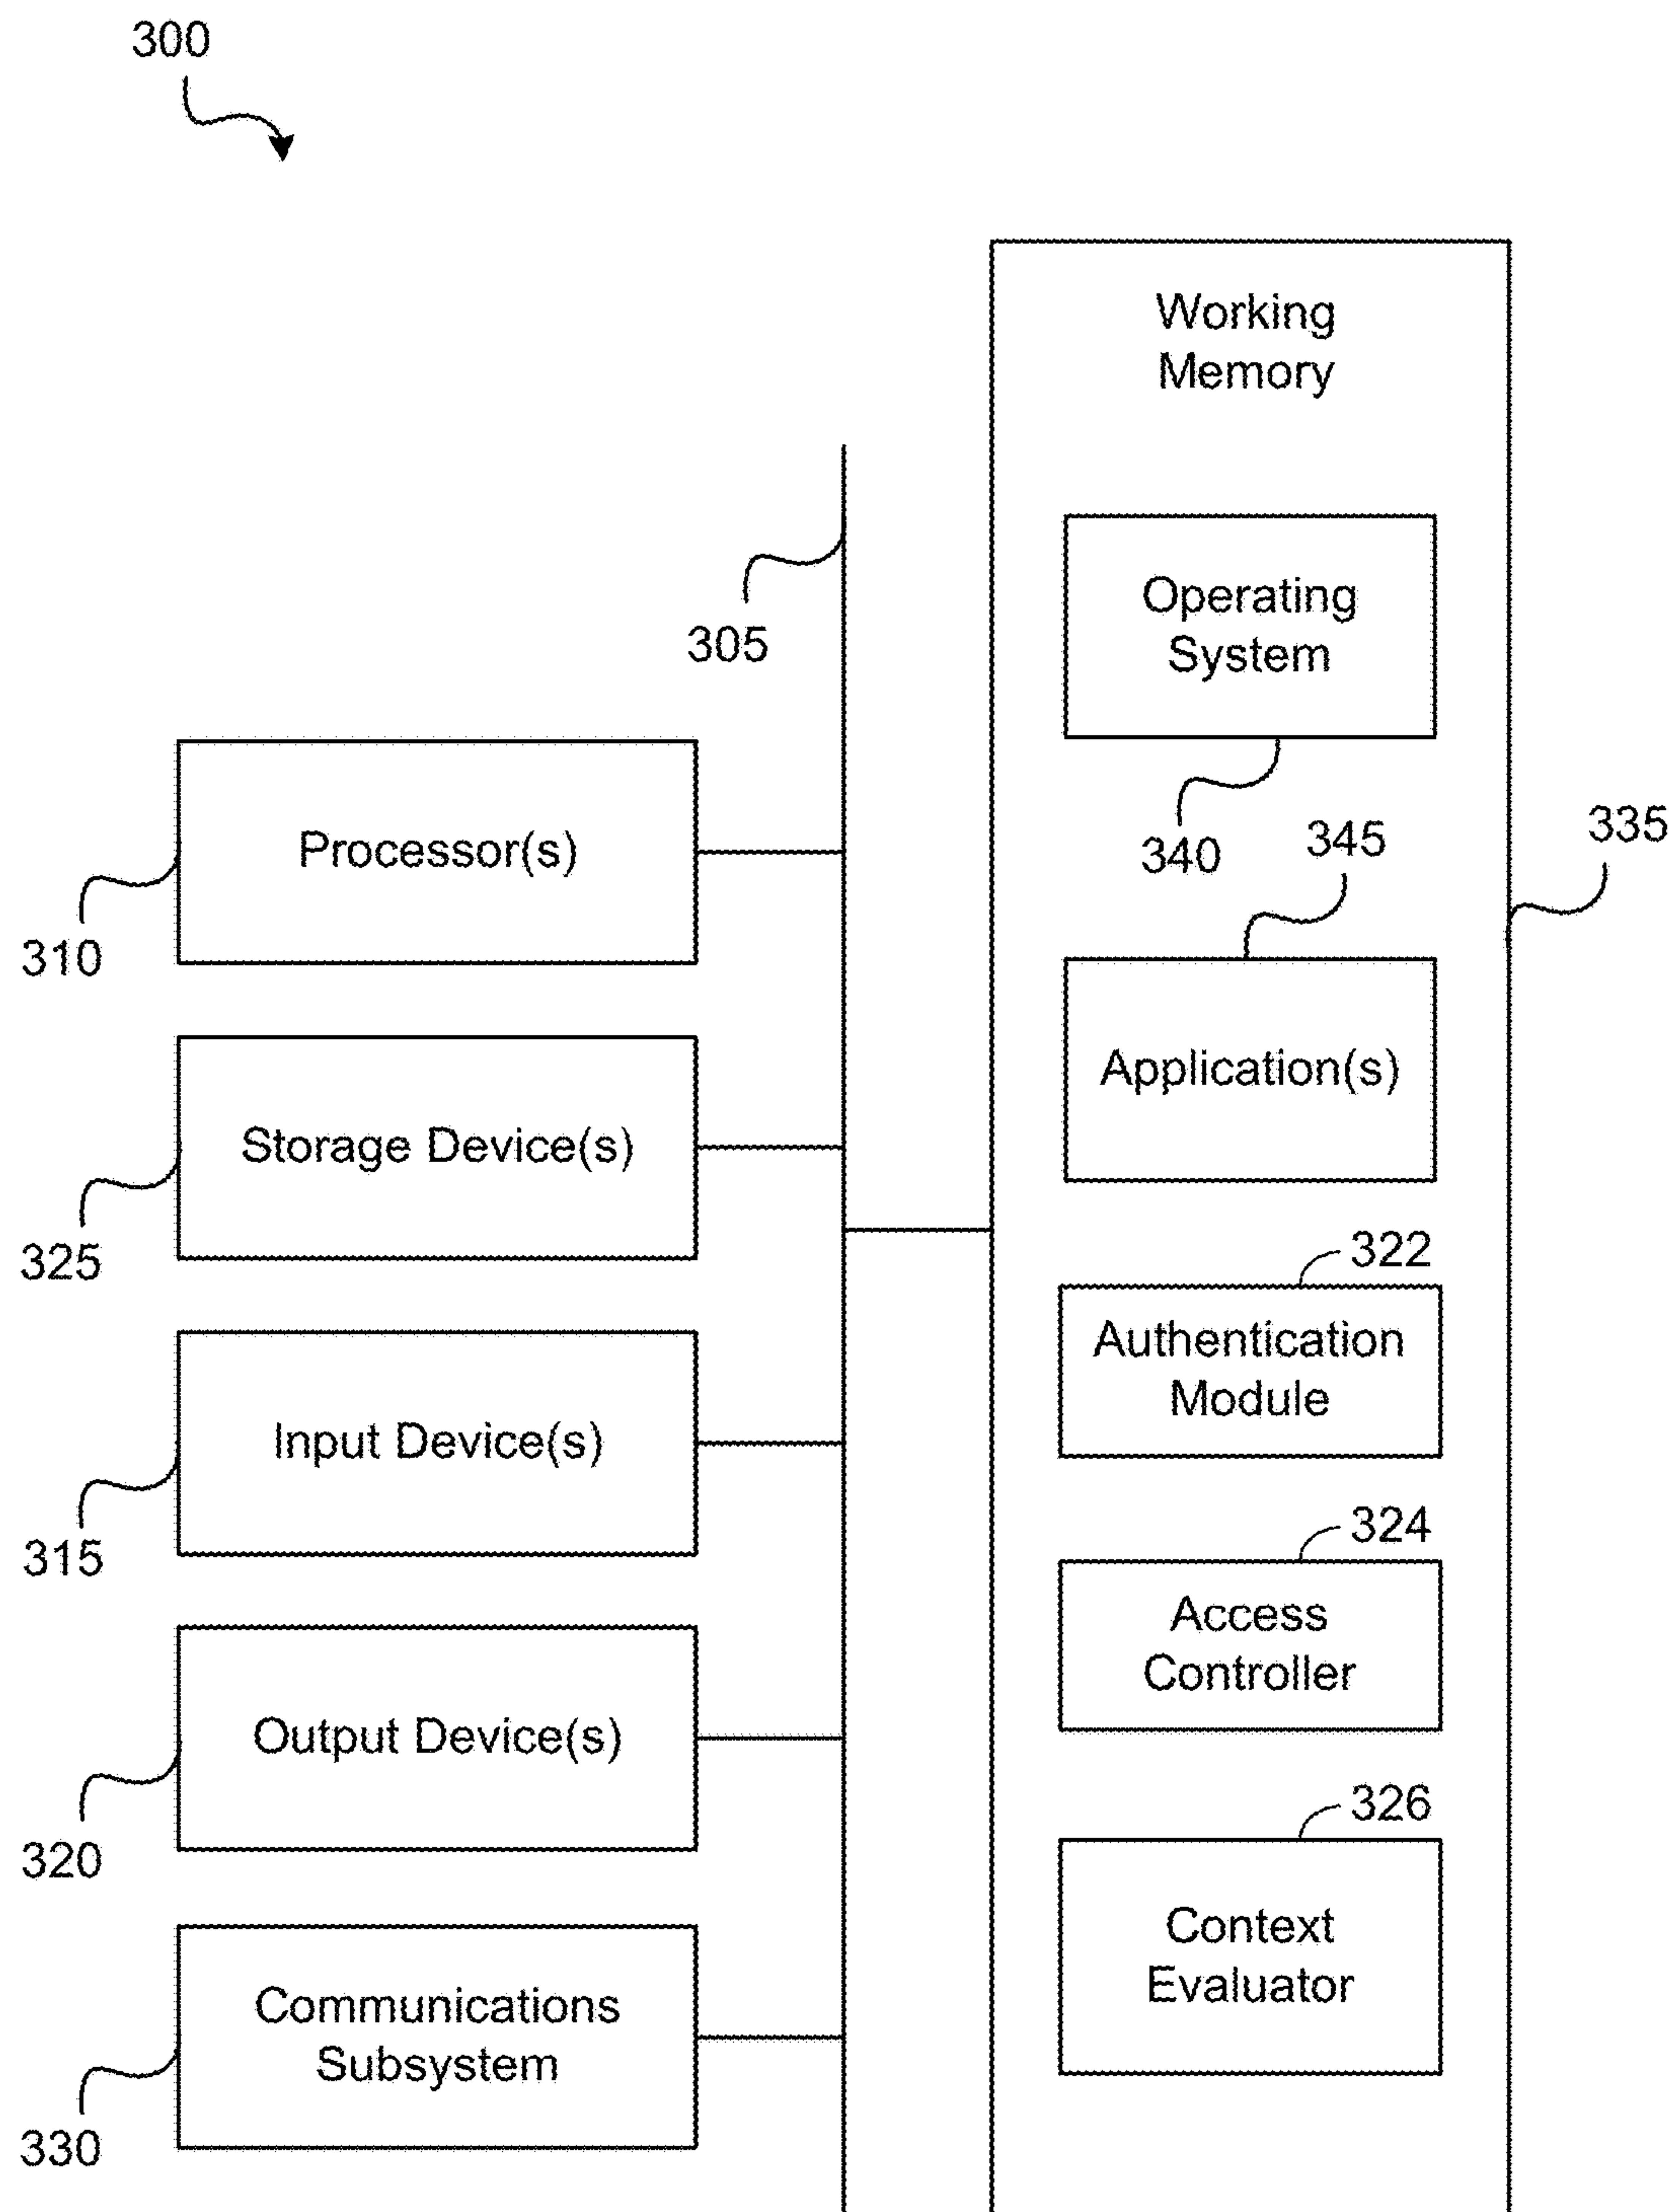 300
Working
Memory
Operating
System
305
340
345
335
Processor(s)
310
Application(s)
Storage Device(s)
325
322
Authentication
Module
Input Device(s)
315
324
Access
Controller
Output Device(s)
320
326
Context
Evaluator
Communications
Subsystem
330